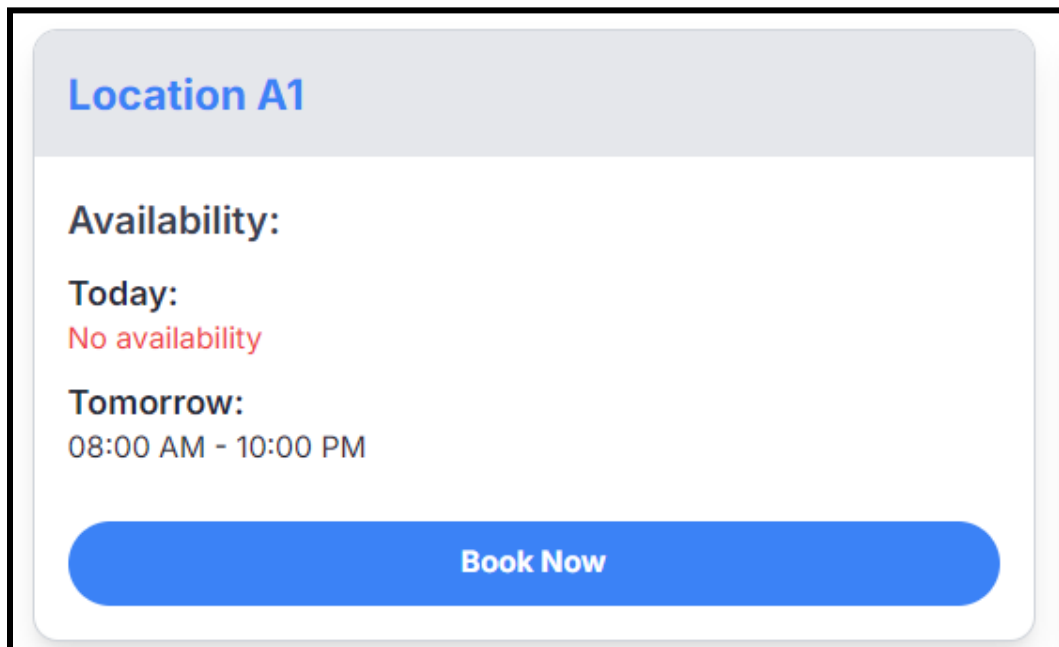 Location A1
Availability:
Today:
No availability
Tomorrow:
08:00 AM - 10:00 PM
Book Now